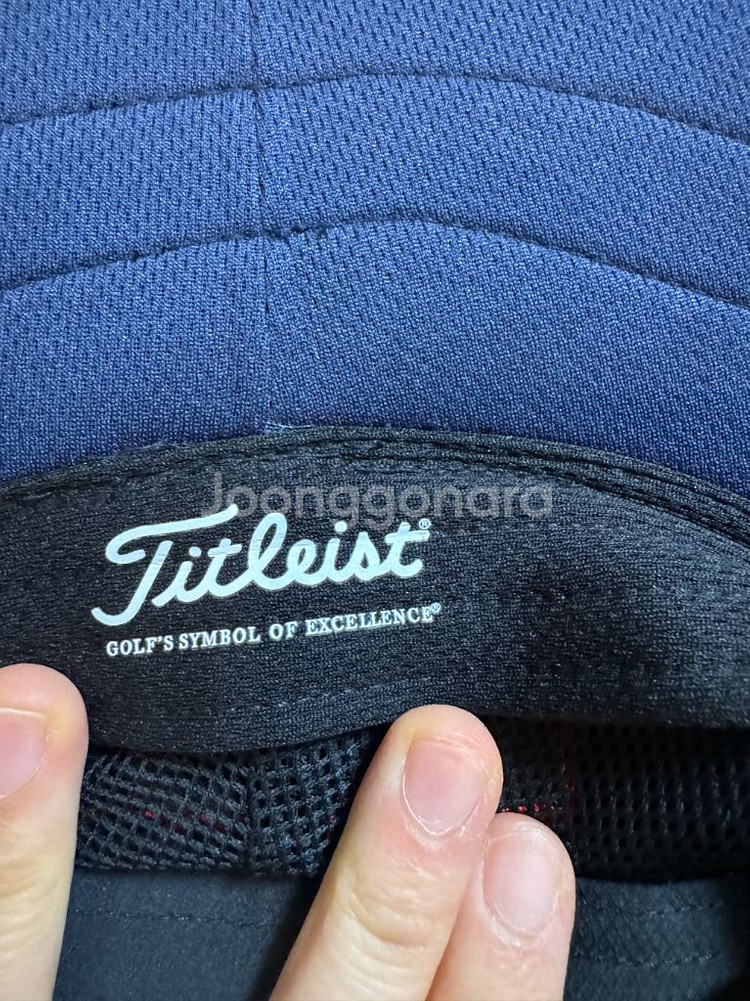 Joonggonara
Titleist®
GOLF'S SYMBOL OF EXCELLENCE®